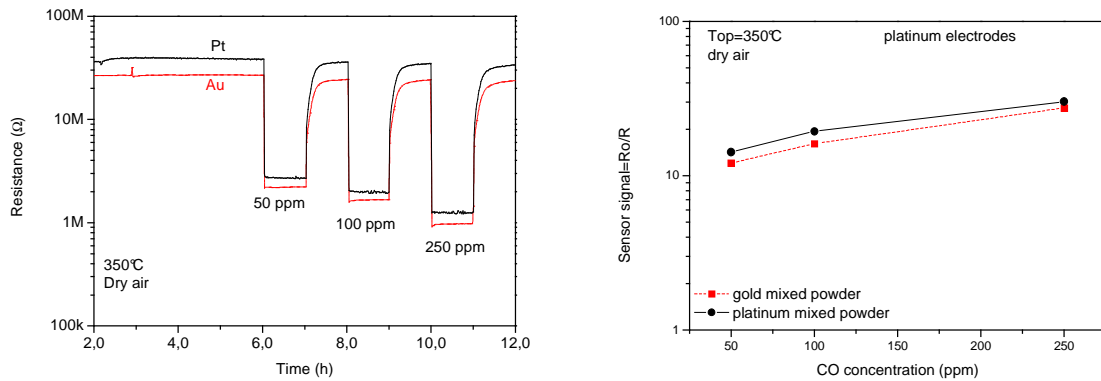 100M
10M
1M
100k
Resistance (Ω)
Pt
Au
50 ppm
100 ppm
250 ppm
350℃
Dry air
2,0 4,0 6,0 8,0 10,0 12,0
Time (h)
100
10
1
Sensor signal=Ro/R
Top=350℃ platinum electrodes
dry air
gold mixed powder
platinum mixed powder
50 100 150 200 250
CO concentration (ppm)